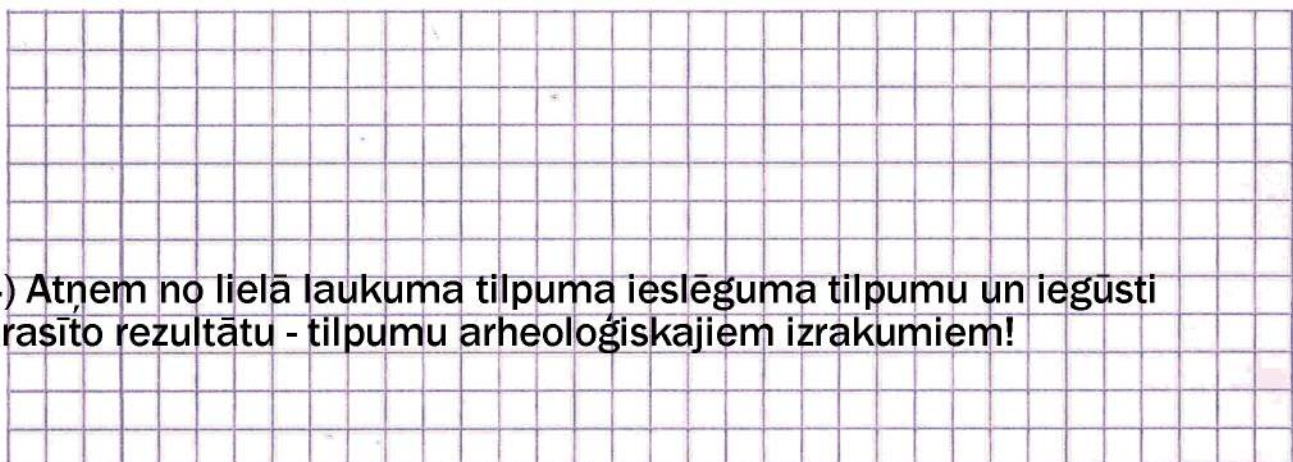 ) Atņem no lielā laukuma tilpuma ieslēguma tilpumu un iegūsti
rasīto rezultātu - tilpumu arheoloģiskajiem izrakumiem!